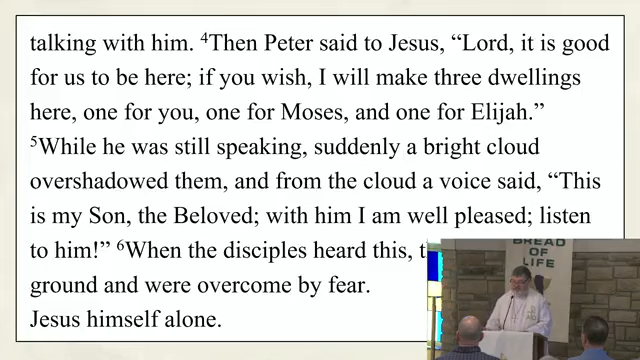 talking with him. ⁴Then Peter said to Jesus, “Lord, it is good
for us to be here; if you wish, I will make three dwellings
here, one for you, one for Moses, and one for Elijah.”
⁵While he was still speaking, suddenly a bright cloud
overshadowed them, and from the cloud a voice said, “This
is my Son, the Beloved; with him I am well pleased; listen
to him!” ⁶When the disciples heard this,
ground and were overcome by fear.
Jesus himself alone.
BREAD
OF
LIFE